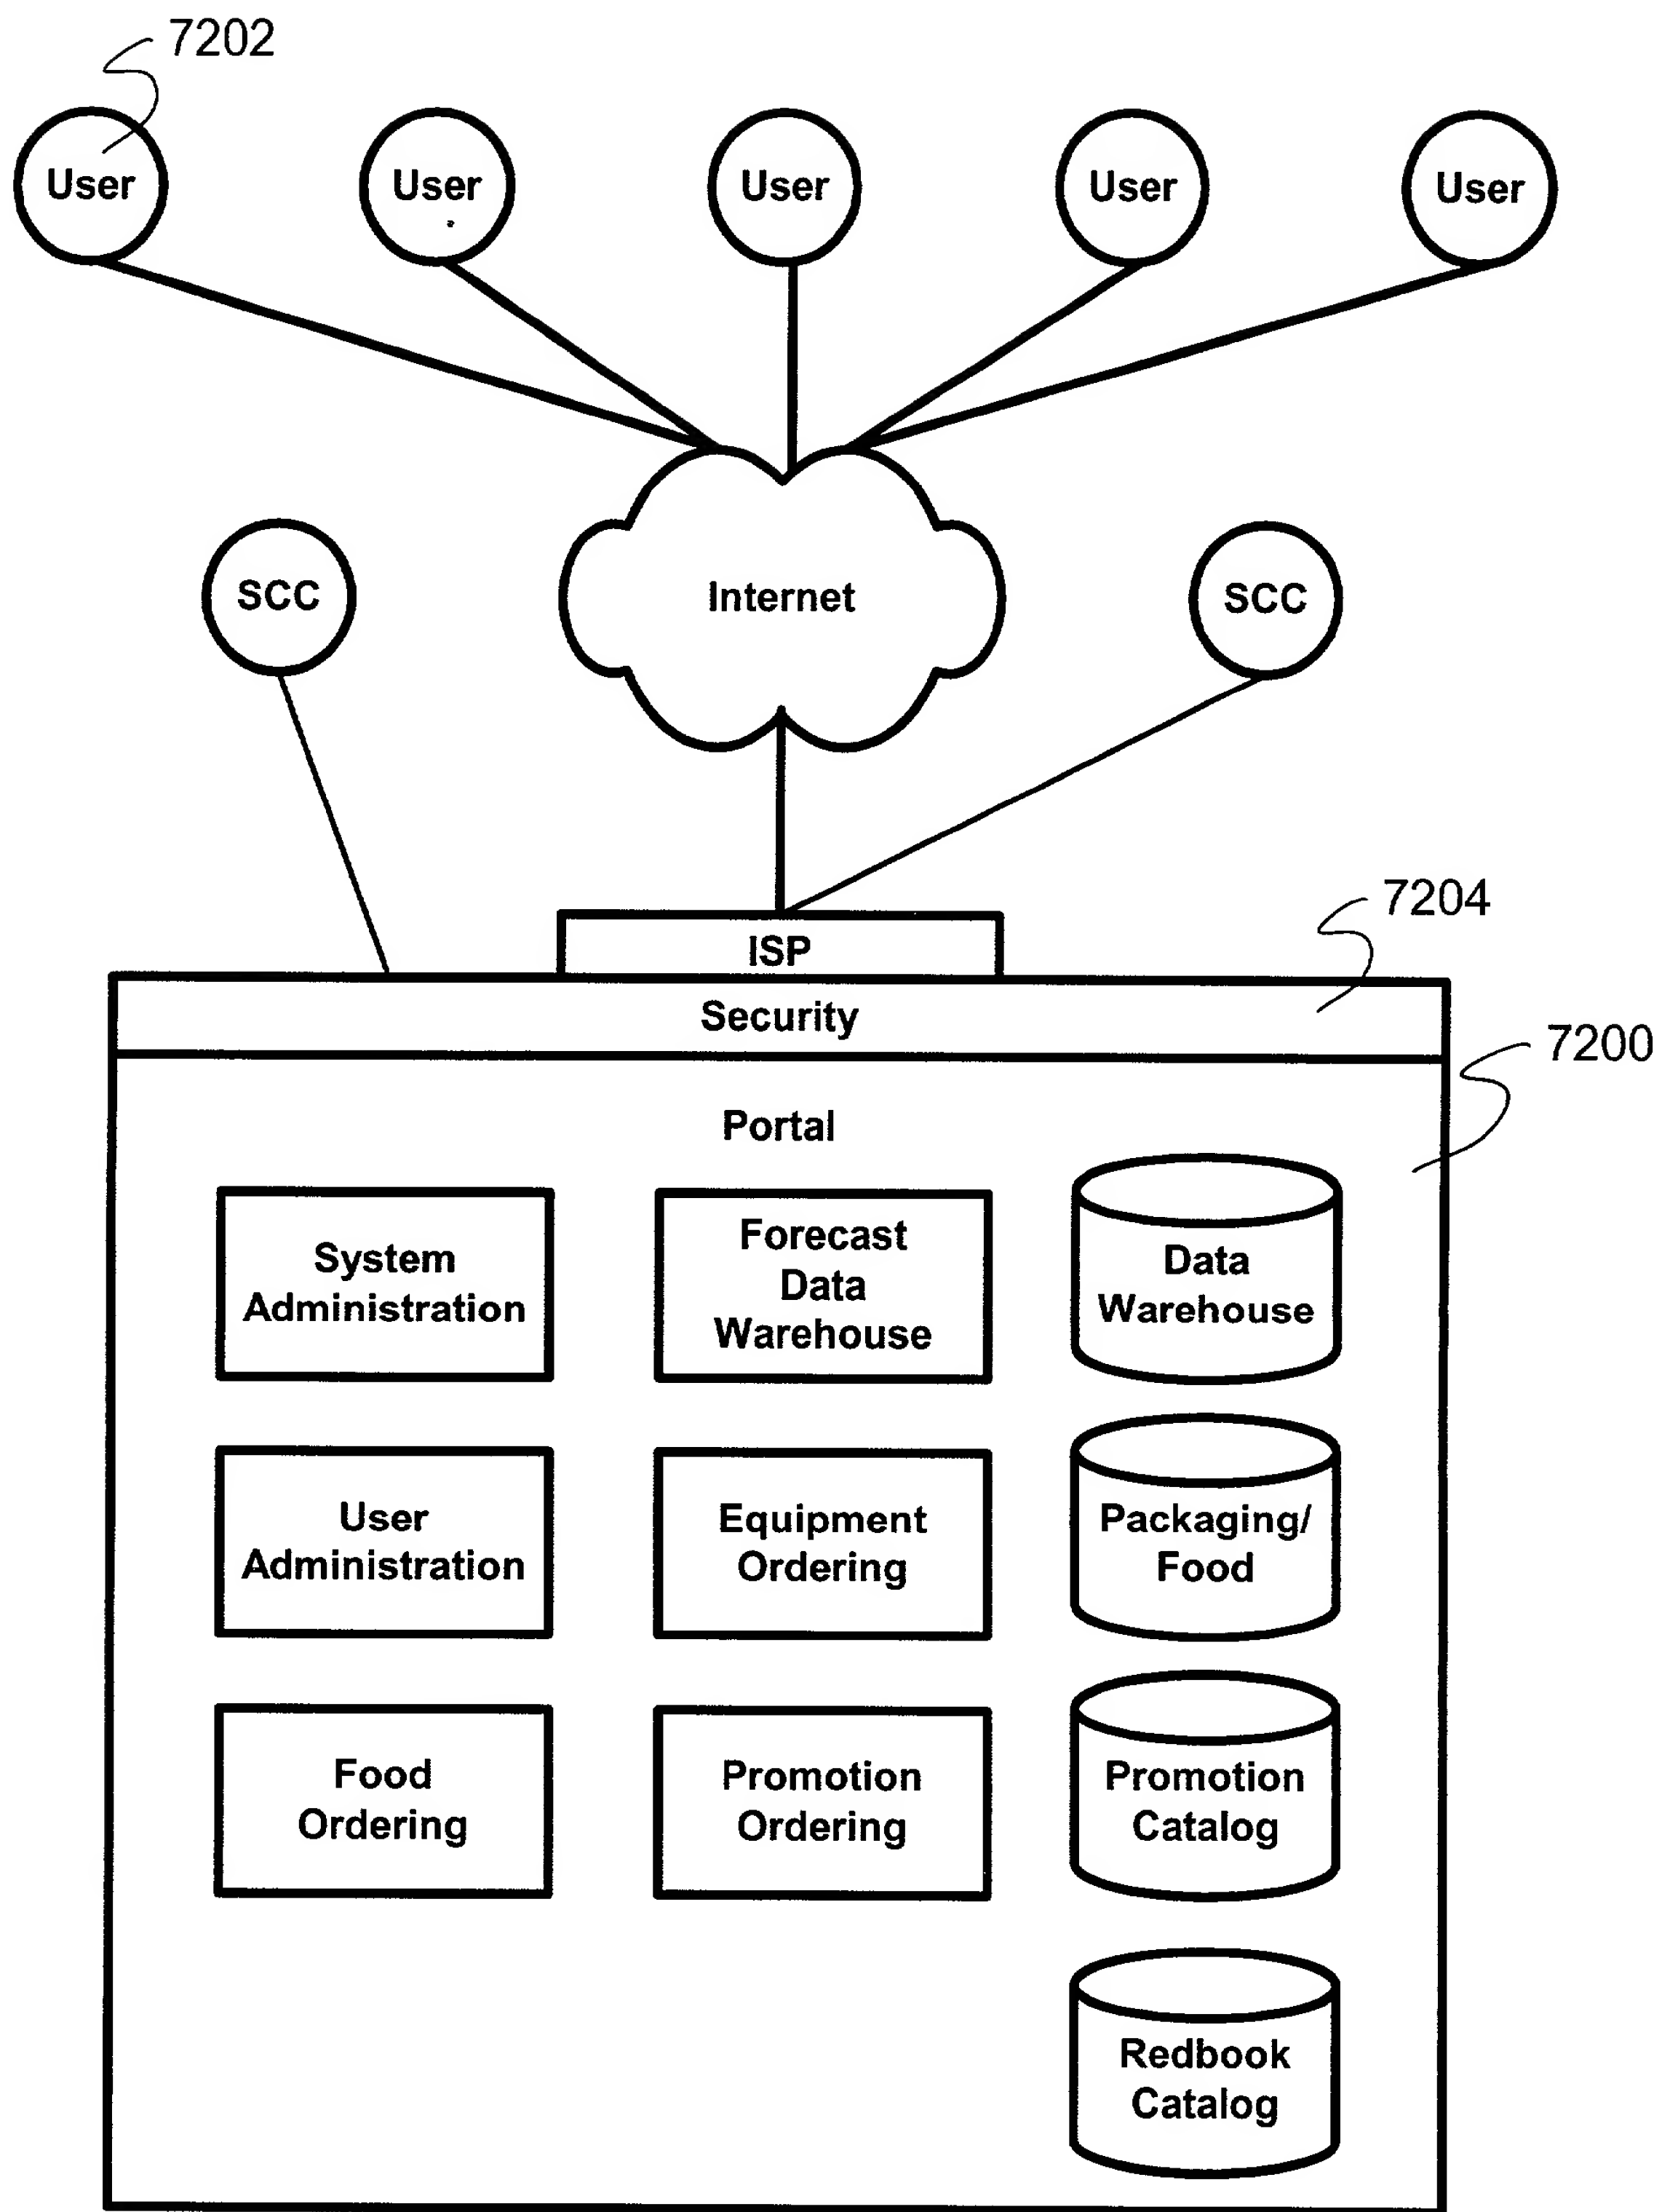 7202
User
User
User
User
User
SCC
Internet
SCC
7204
ISP
Security
7200
Portal
System
Administration
Forecast
Data
Warehouse
Data
Warehouse
User
Administration
Equipment
Ordering
Packaging/
Food
Food
Ordering
Promotion
Ordering
Promotion
Catalog
Redbook
Catalog